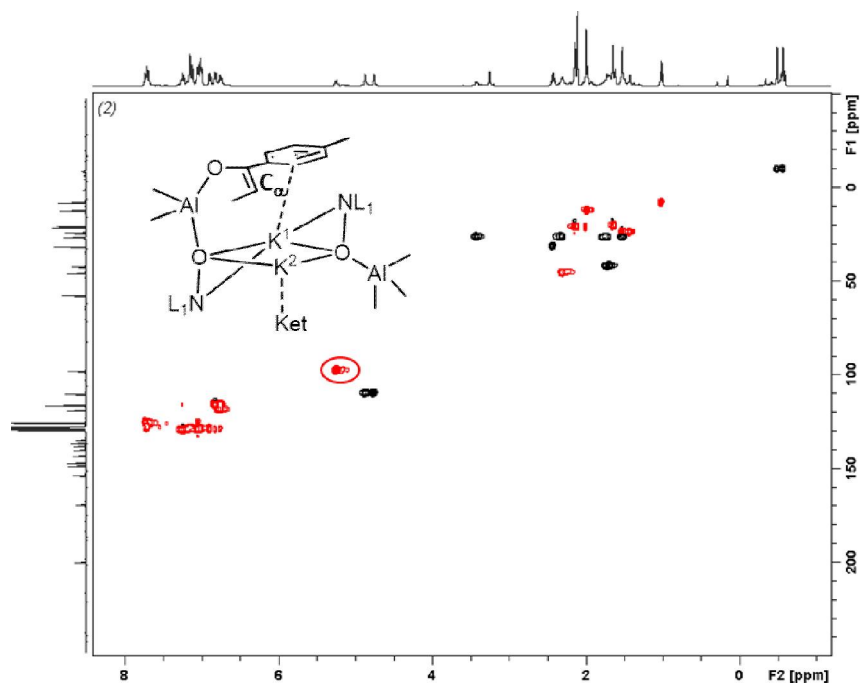 (2)
O
C α
Al
NL1
K1
O
K2
O
Al
L1N
Ket
0
50
100
150
200
F1 [ppm]
8 6 4 2 0 F2 [ppm]